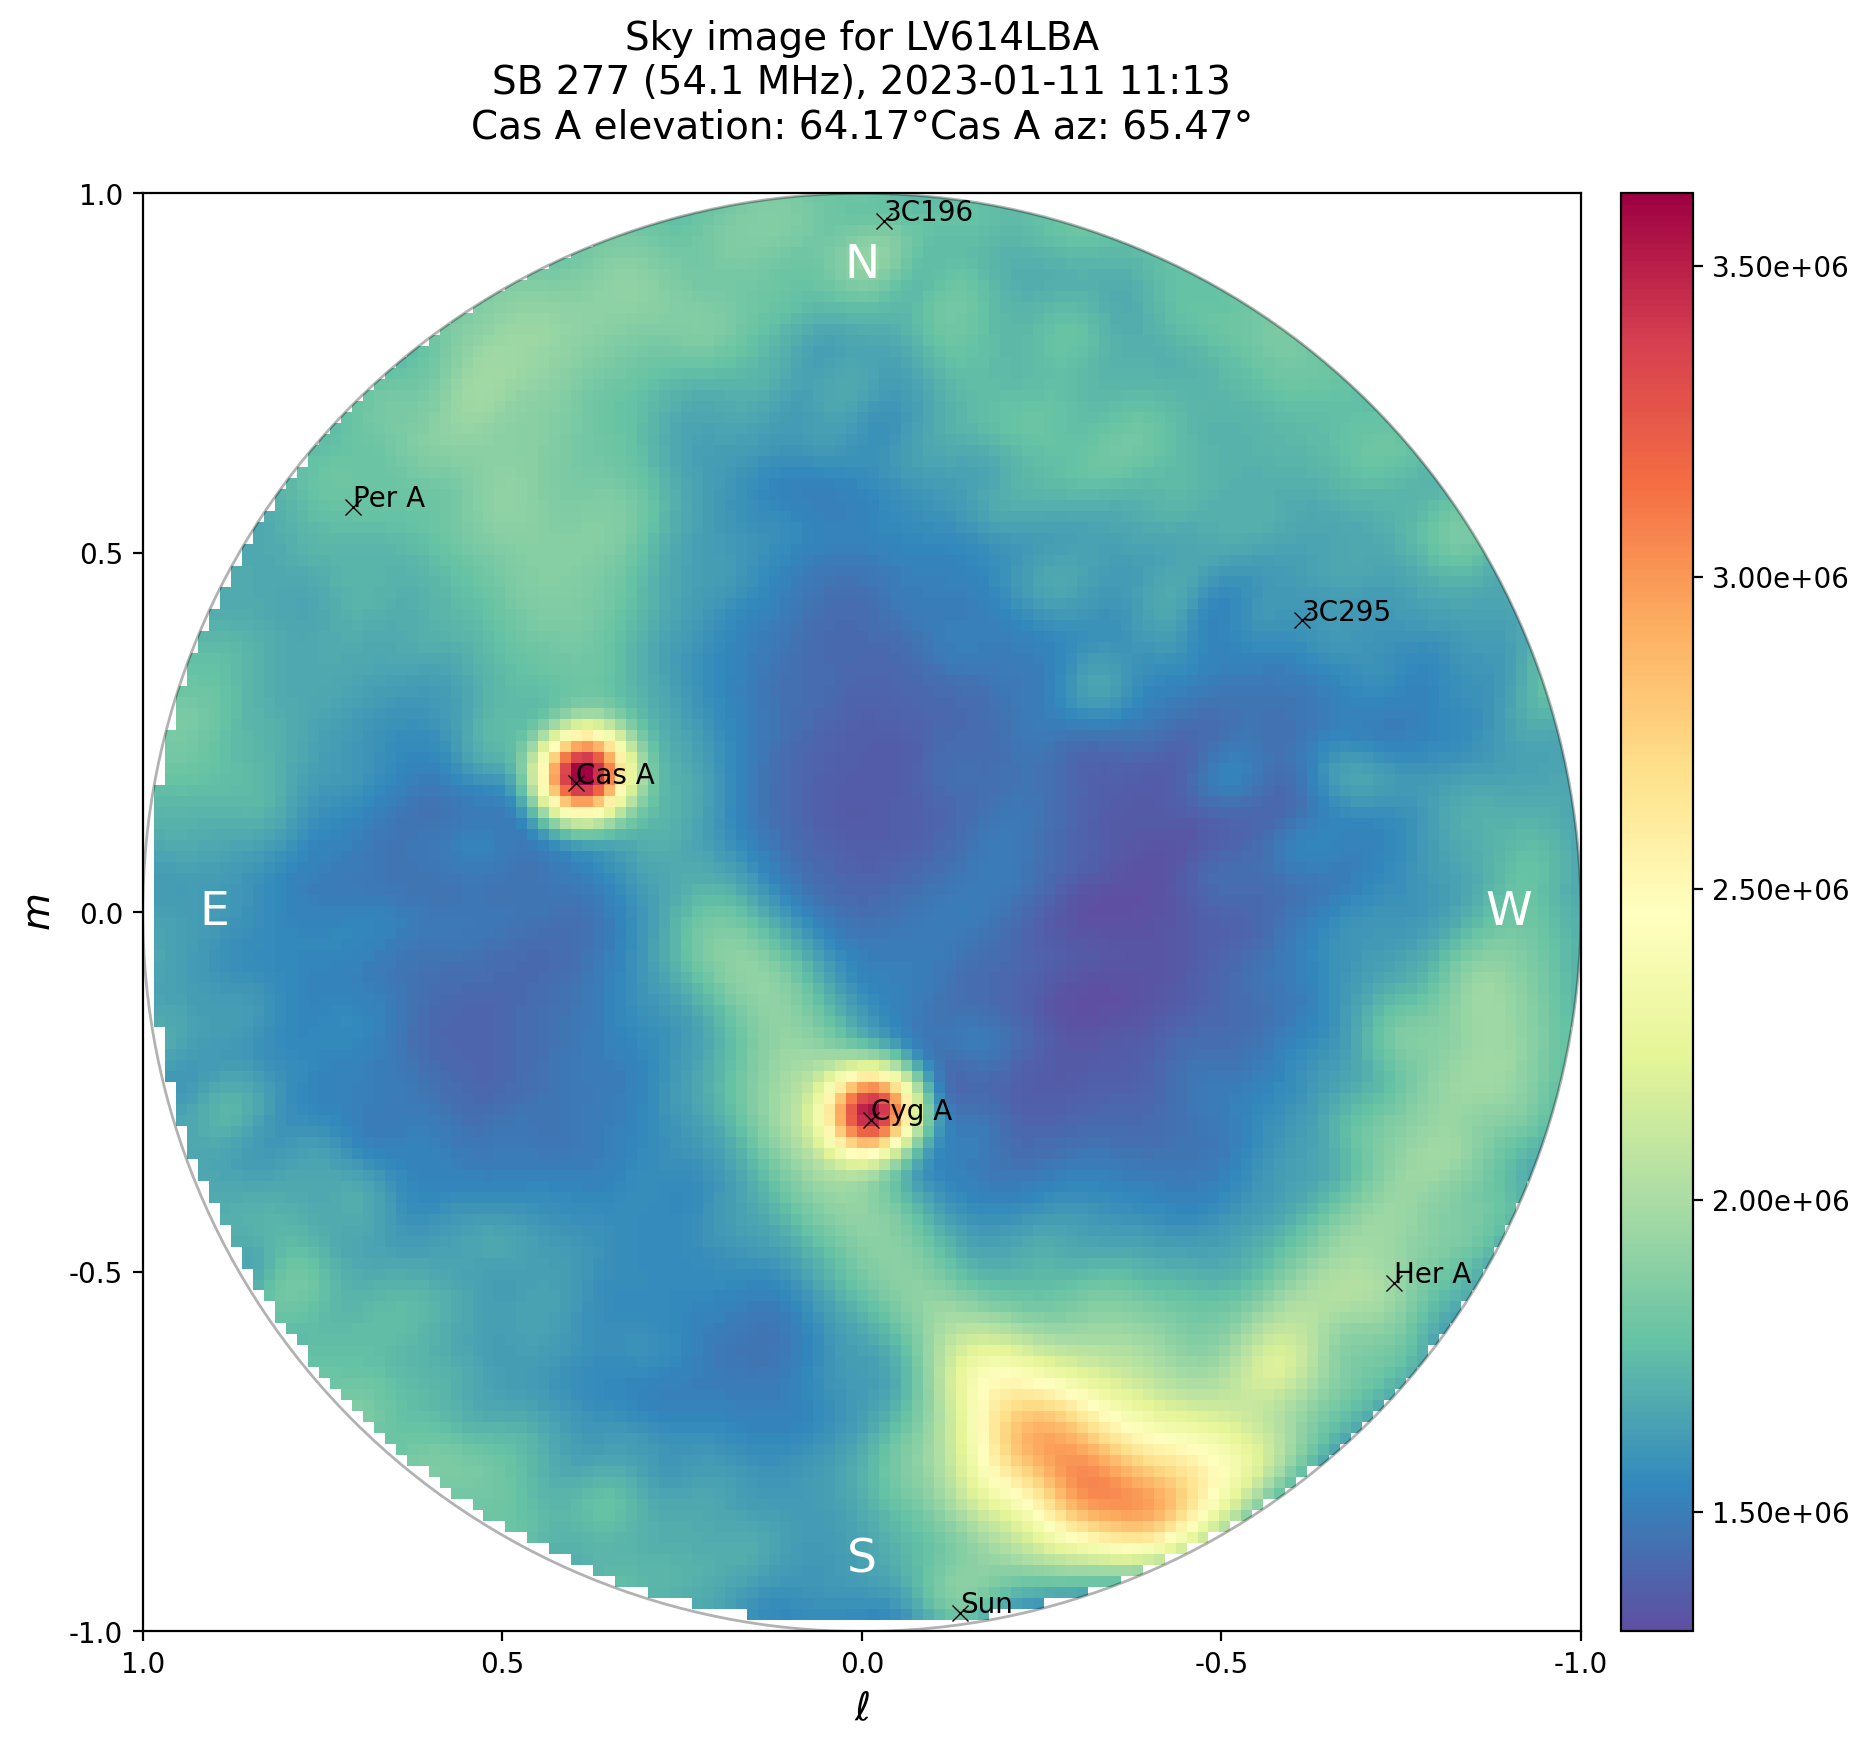 Sky image for LV614LBA
SB 277 (54.1 MHz), 2023-01-11 11:13
Cas A elevation: 64.17°Cas A az: 65.47°
1.0
0.5
0.0
-0.5
-1.0
m
3C196
N
Per A
3C295
Cas A
E
W
Cyg A
Her A
S
Sun
1.0
0.5
0.0
-0.5
-1.0
ℓ
3.50e+06
3.00e+06
2.50e+06
2.00e+06
1.50e+06